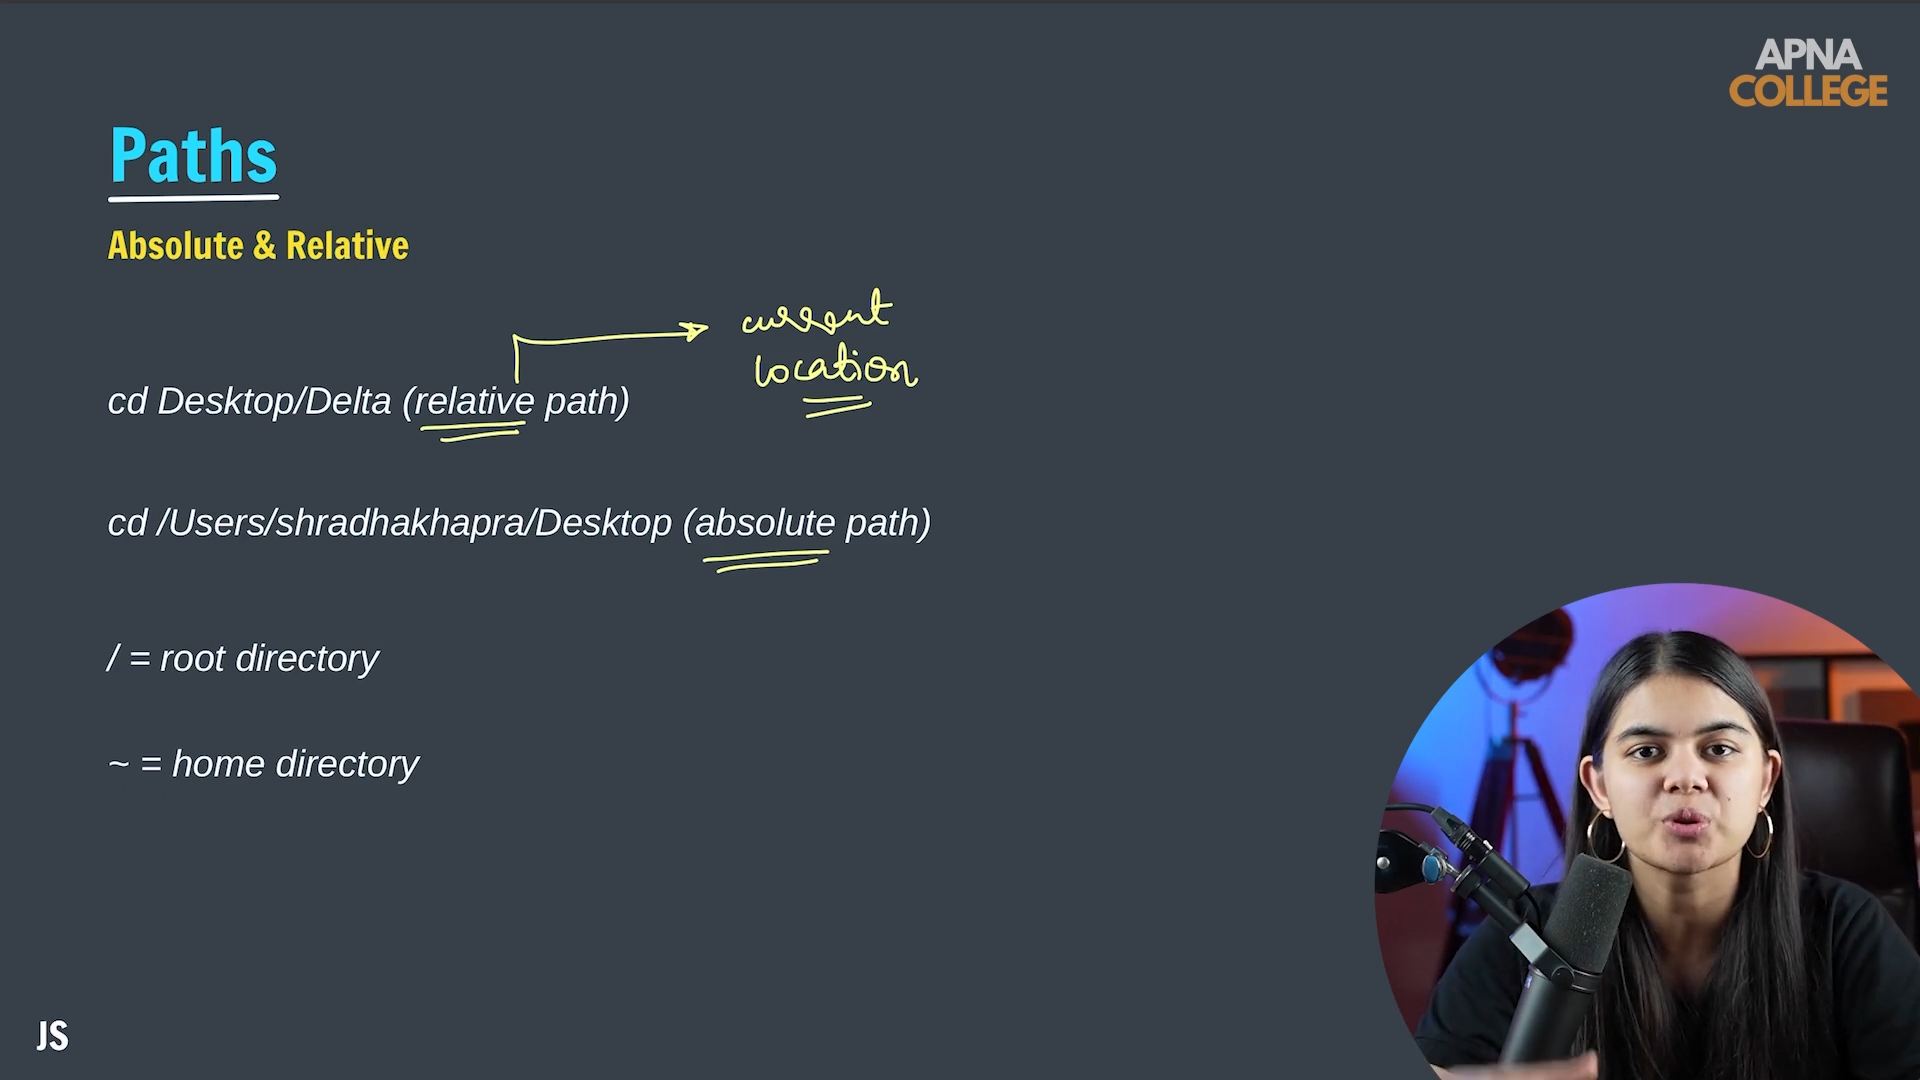 APNA
COLLEGE
Paths
Absolute & Relative
current
location
cd Desktop/Delta (relative path)
cd /Users/shradhakhapra/Desktop (absolute path)
/ = root directory
~ = home directory
JS